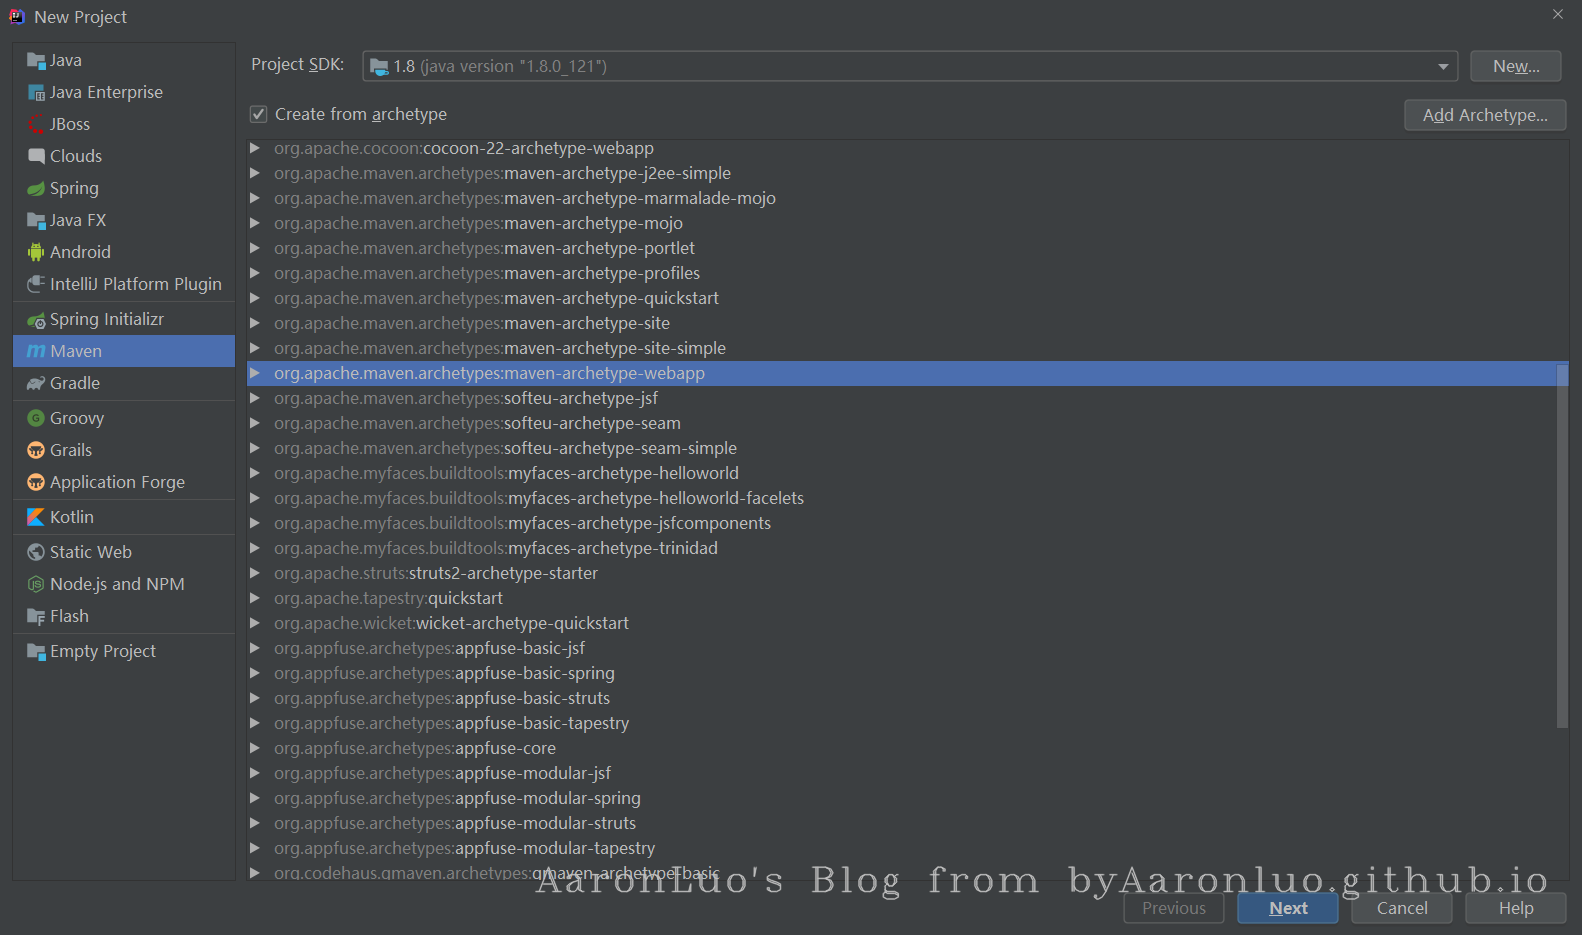 New Project
Java
Java Enterprise
JBoss
Clouds
Spring
Java FX
Android
IntelliJ Platform Plugin
Spring Initializr
Maven
Gradle
Groovy
Grails
Application Forge
Kotlin
Static Web
Node.js and NPM
Flash
Empty Project
Project SDK: 1.8 (java version "1.8.0_121") New...
Create from archetype Add Archetype...
org.apache.cocoon:cocoon-22-archetype-webapp
org.apache.maven.archetypes:maven-archetype-j2ee-simple
org.apache.maven.archetypes:maven-archetype-marmalade-mojo
org.apache.maven.archetypes:maven-archetype-mojo
org.apache.maven.archetypes:maven-archetype-portlet
org.apache.maven.archetypes:maven-archetype-profiles
org.apache.maven.archetypes:maven-archetype-quickstart
org.apache.maven.archetypes:maven-archetype-site
org.apache.maven.archetypes:maven-archetype-site-simple
org.apache.maven.archetypes:maven-archetype-webapp
org.apache.maven.archetypes:softeu-archetype-jsf
org.apache.maven.archetypes:softeu-archetype-seam
org.apache.maven.archetypes:softeu-archetype-seam-simple
org.apache.myfaces.buildtools:myfaces-archetype-helloworld
org.apache.myfaces.buildtools:myfaces-archetype-helloworld-facelets
org.apache.myfaces.buildtools:myfaces-archetype-jsfcomponents
org.apache.myfaces.buildtools:myfaces-archetype-trinidad
org.apache.struts:struts2-archetype-starter
org.apache.tapestry:quickstart
org.apache.wicket:wicket-archetype-quickstart
org.appfuse.archetypes:appfuse-basic-jsf
org.appfuse.archetypes:appfuse-basic-spring
org.appfuse.archetypes:appfuse-basic-struts
org.appfuse.archetypes:appfuse-basic-tapestry
org.appfuse.archetypes:appfuse-core
org.appfuse.archetypes:appfuse-modular-jsf
org.appfuse.archetypes:appfuse-modular-spring
org.appfuse.archetypes:appfuse-modular-struts
org.appfuse.archetypes:appfuse-modular-tapestry
org.codehaus.gmaven.archetypes:gmaven-archetype-basic
AaronLuo's Blog from byAaronluo.github.io
Previous Next Cancel Help